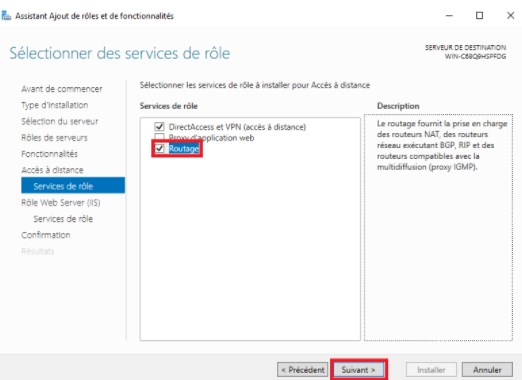 Assistant Ajout de rôles et de fonctionnalités
Sélectionner des services de rôle
SERVEUR DE DESTINATION
WIN-C6BQ9HSPFDG
Avant de commencer
Type d'installation
Sélection du serveur
Rôles de serveurs
Fonctionnalités
Accès à distance
Services de rôle
Rôle Web Server (IIS)
Services de rôle
Confirmation
Résultats
Sélectionner les services de rôle à installer pour Accès à distance
Services de rôle
DirectAccess et VPN (accès à distance)
Proxy d'application web
Routage
Description
Le routage fournit la prise en charge
des routeurs NAT, des routeurs
réseau exécutant BGP, RIP et des
routeurs compatibles avec la
multidiffusion (proxy IGMP).
< Précédent
Suivant >
Installer
Annuler